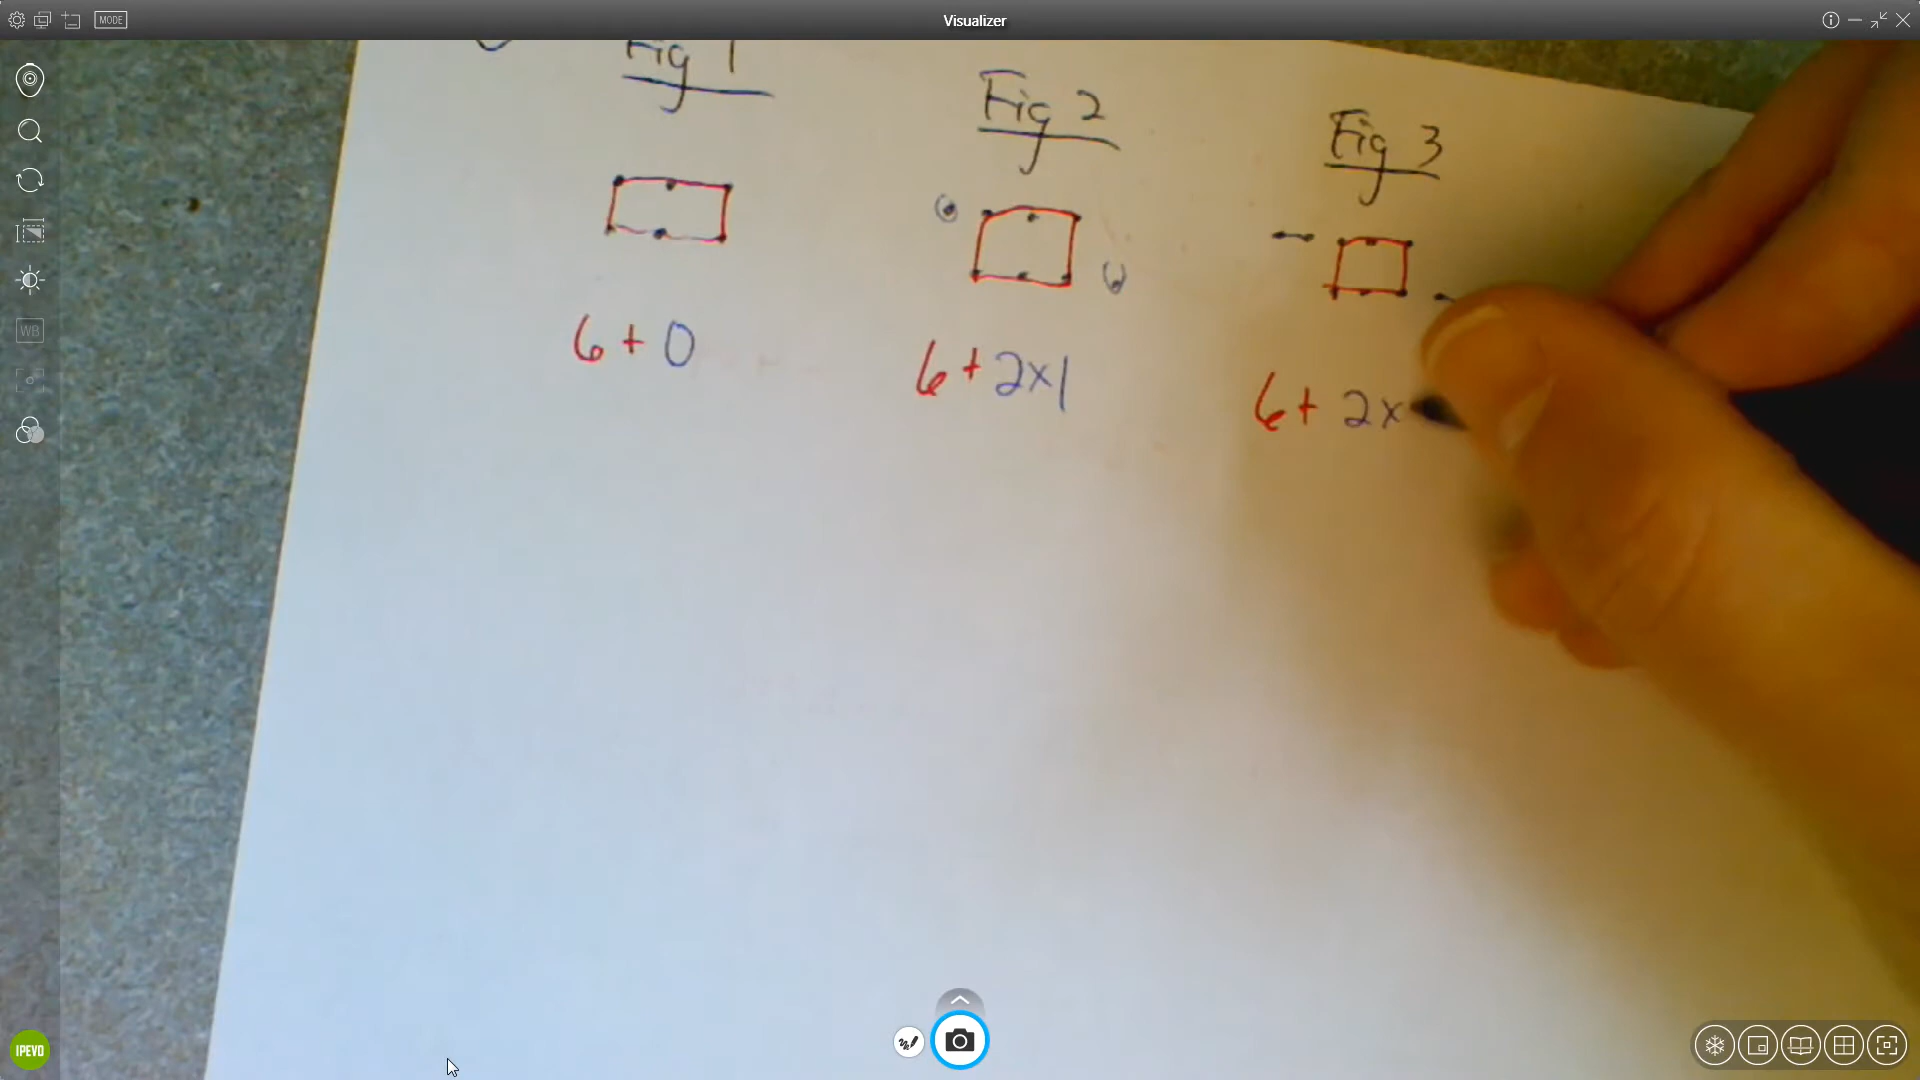 MODE
Visualizer
Fig 1
Fig 2
Fig 3
6 + 0
6 + 2x1
6 + 2x
WB
IPEVO